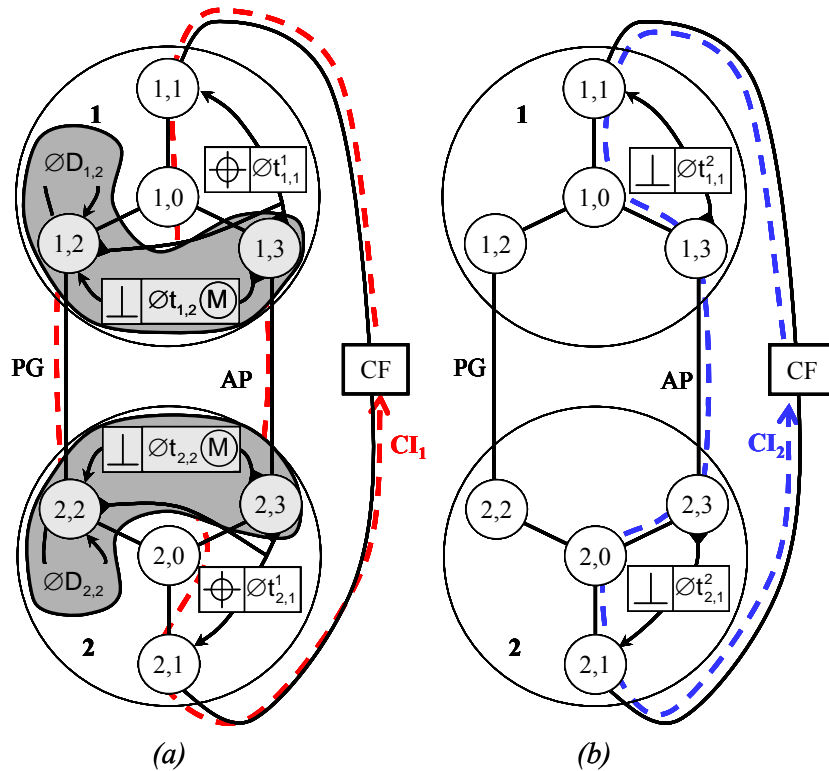 1,1
1
∅D₁,₂
∅t¹₁,₁
1,0
1,2
1,3
∅t₁,₂ M
PG
AP
CF
CI₁
∅t₂,₂ M
2,2
2,3
2,0
∅D₂,₂
∅t¹₂,₁
2
2,1
(a)
1,1
1
∅t²₁,₁
1,0
1,2
1,3
PG
AP
CF
CI₂
2,2
2,3
2,0
∅t²₂,₁
2
2,1
(b)